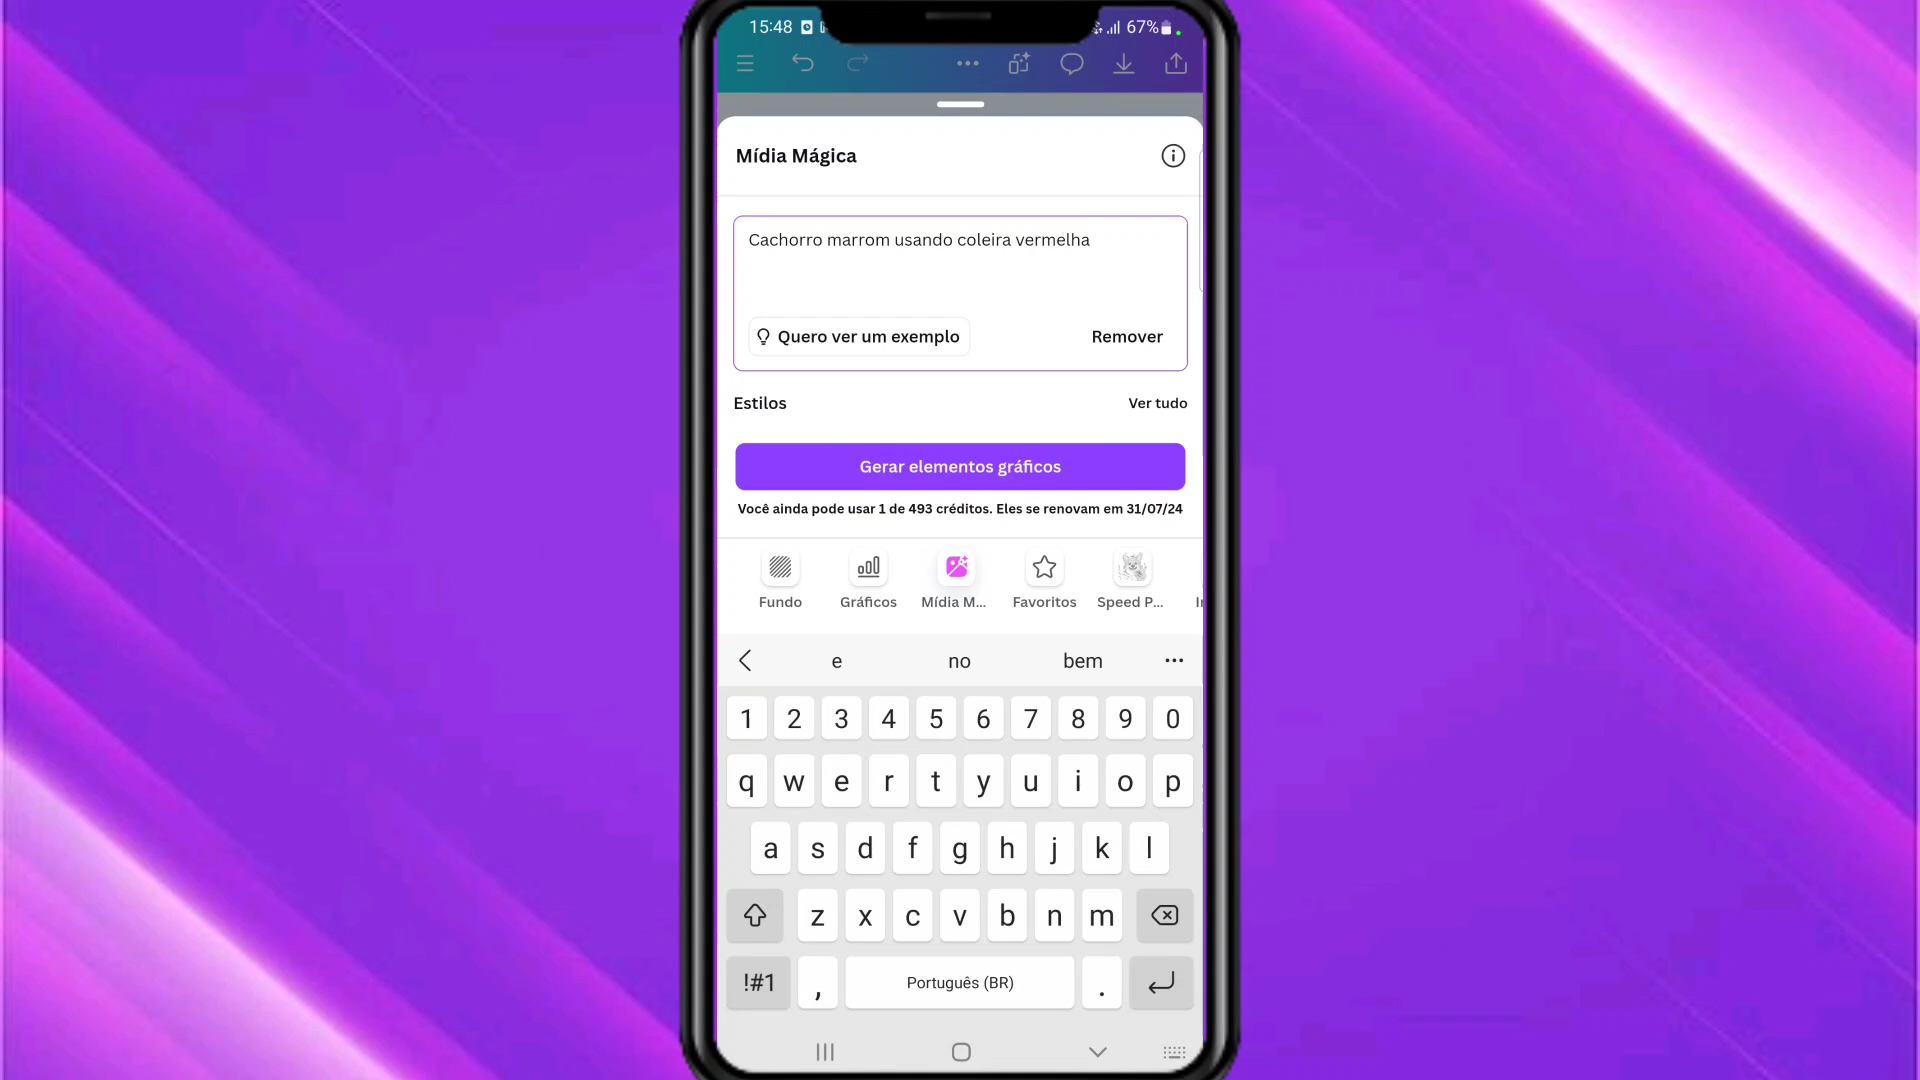 15:48
67%
Mídia Mágica
Cachorro marrom usando coleira vermelha
Quero ver um exemplo
Remover
Estilos
Ver tudo
Gerar elementos gráficos
Você ainda pode usar 1 de 493 créditos. Eles se renovam em 31/07/24
Fundo
Gráficos
Mídia M...
Favoritos
Speed P...
e
no
bem
1 2 3 4 5 6 7 8 9 0
q w e r t y u i o p
a s d f g h j k l
z x c v b n m
!#1 , Português (BR) .